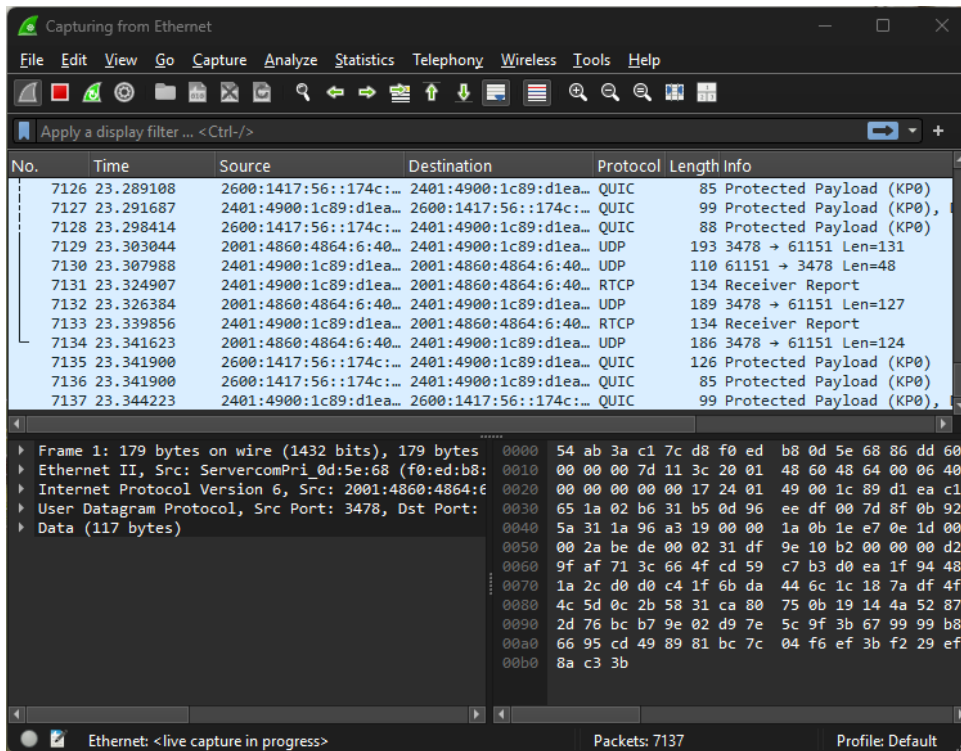 Capturing from Ethernet
File Edit View Go Capture Analyze Statistics Telephony Wireless Tools Help
Apply a display filter ... <Ctrl-/>
No. Time Source Destination Protocol Length Info
7126 23.289108 2600:1417:56::174c:… 2401:4900:1c89:d1ea… QUIC 85 Protected Payload (KP0)
7127 23.291687 2401:4900:1c89:d1ea… 2600:1417:56::174c:… QUIC 99 Protected Payload (KP0),
7128 23.298414 2600:1417:56::174c:… 2401:4900:1c89:d1ea… QUIC 88 Protected Payload (KP0)
7129 23.303044 2001:4860:4864:6:40… 2401:4900:1c89:d1ea… UDP 193 3478 → 61151 Len=131
7130 23.307988 2401:4900:1c89:d1ea… 2001:4860:4864:6:40… UDP 110 61151 → 3478 Len=48
7131 23.324907 2401:4900:1c89:d1ea… 2001:4860:4864:6:40… RTCP 134 Receiver Report
7132 23.326384 2001:4860:4864:6:40… 2401:4900:1c89:d1ea… UDP 189 3478 → 61151 Len=127
7133 23.339856 2401:4900:1c89:d1ea… 2001:4860:4864:6:40… RTCP 134 Receiver Report
7134 23.341623 2001:4860:4864:6:40… 2401:4900:1c89:d1ea… UDP 186 3478 → 61151 Len=124
7135 23.341900 2600:1417:56::174c:… 2401:4900:1c89:d1ea… QUIC 126 Protected Payload (KP0)
7136 23.341900 2600:1417:56::174c:… 2401:4900:1c89:d1ea… QUIC 85 Protected Payload (KP0)
7137 23.344223 2401:4900:1c89:d1ea… 2600:1417:56::174c:… QUIC 99 Protected Payload (KP0),
Frame 1: 179 bytes on wire (1432 bits), 179 bytes
Ethernet II, Src: ServercomPri_0d:5e:68 (f0:ed:b8:
Internet Protocol Version 6, Src: 2001:4860:4864:6
User Datagram Protocol, Src Port: 3478, Dst Port:
Data (117 bytes)
0000 54 ab 3a c1 7c d8 f0 ed b8 0d 5e 68 86 dd 60
0010 00 00 00 7d 11 3c 20 01 48 60 48 64 00 06 40
0020 00 00 00 00 00 17 24 01 49 00 1c 89 d1 ea c1
0030 65 1a 02 b6 31 b5 0d 96 ee df 00 7d 8f 0b 92
0040 5a 31 1a 96 a3 19 00 00 1a 0b 1e e7 0e 1d 00
0050 00 2a be de 00 02 31 df 9e 10 b2 00 00 00 d2
0060 9f af 71 3c 66 4f cd 59 c7 b3 d0 ea 1f 94 48
0070 1a 2c d0 d0 c4 1f 6b da 44 6c 1c 18 7a df 4f
0080 4c 5d 0c 2b 58 31 ca 80 75 0b 19 14 4a 52 87
0090 2d 76 bc b7 9e 02 d9 7e 5c 9f 3b 67 99 99 b8
00a0 66 95 cd 49 89 81 bc 7c 04 f6 ef 3b f2 29 ef
00b0 8a c3 3b
Ethernet: <live capture in progress> Packets: 7137 Profile: Default